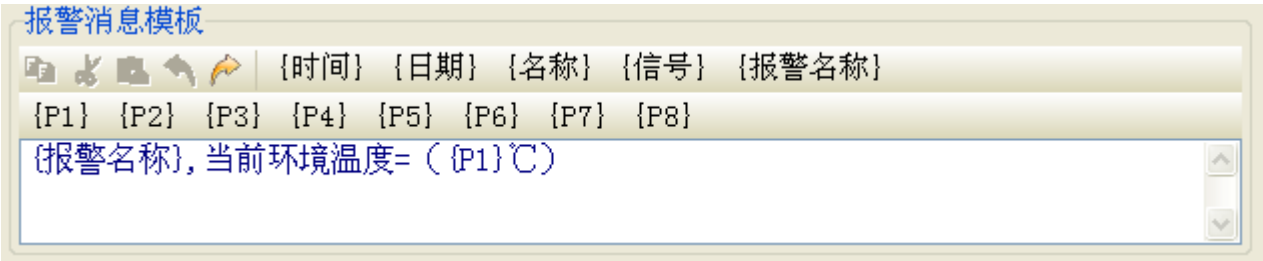 报警消息模板
{时间} {日期} {名称} {信号} {报警名称}
{P1} {P2} {P3} {P4} {P5} {P6} {P7} {P8}
{报警名称},当前环境温度=（{P1}℃）